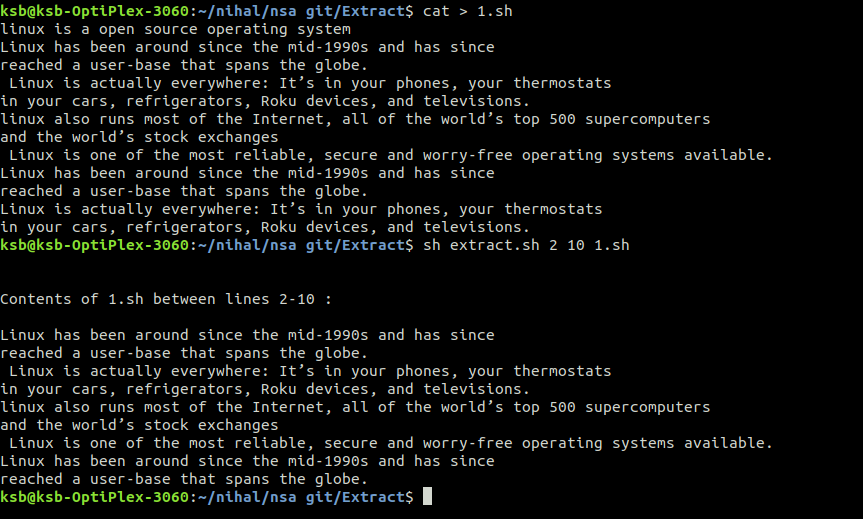 ksb@ksb-OptiPlex-3060:~/nihal/nsa git/Extract$ cat > 1.sh
linux is a open source operating system
Linux has been around since the mid-1990s and has since
reached a user-base that spans the globe.
 Linux is actually everywhere: It’s in your phones, your thermostats
in your cars, refrigerators, Roku devices, and televisions.
linux also runs most of the Internet, all of the world’s top 500 supercomputers
and the world’s stock exchanges
 Linux is one of the most reliable, secure and worry-free operating systems available.
Linux has been around since the mid-1990s and has since
reached a user-base that spans the globe.
Linux is actually everywhere: It’s in your phones, your thermostats
in your cars, refrigerators, Roku devices, and televisions.
ksb@ksb-OptiPlex-3060:~/nihal/nsa git/Extract$ sh extract.sh 2 10 1.sh
Contents of 1.sh between lines 2-10 :
Linux has been around since the mid-1990s and has since
reached a user-base that spans the globe.
 Linux is actually everywhere: It’s in your phones, your thermostats
in your cars, refrigerators, Roku devices, and televisions.
linux also runs most of the Internet, all of the world’s top 500 supercomputers
and the world’s stock exchanges
 Linux is one of the most reliable, secure and worry-free operating systems available.
Linux has been around since the mid-1990s and has since
reached a user-base that spans the globe.
ksb@ksb-OptiPlex-3060:~/nihal/nsa git/Extract$